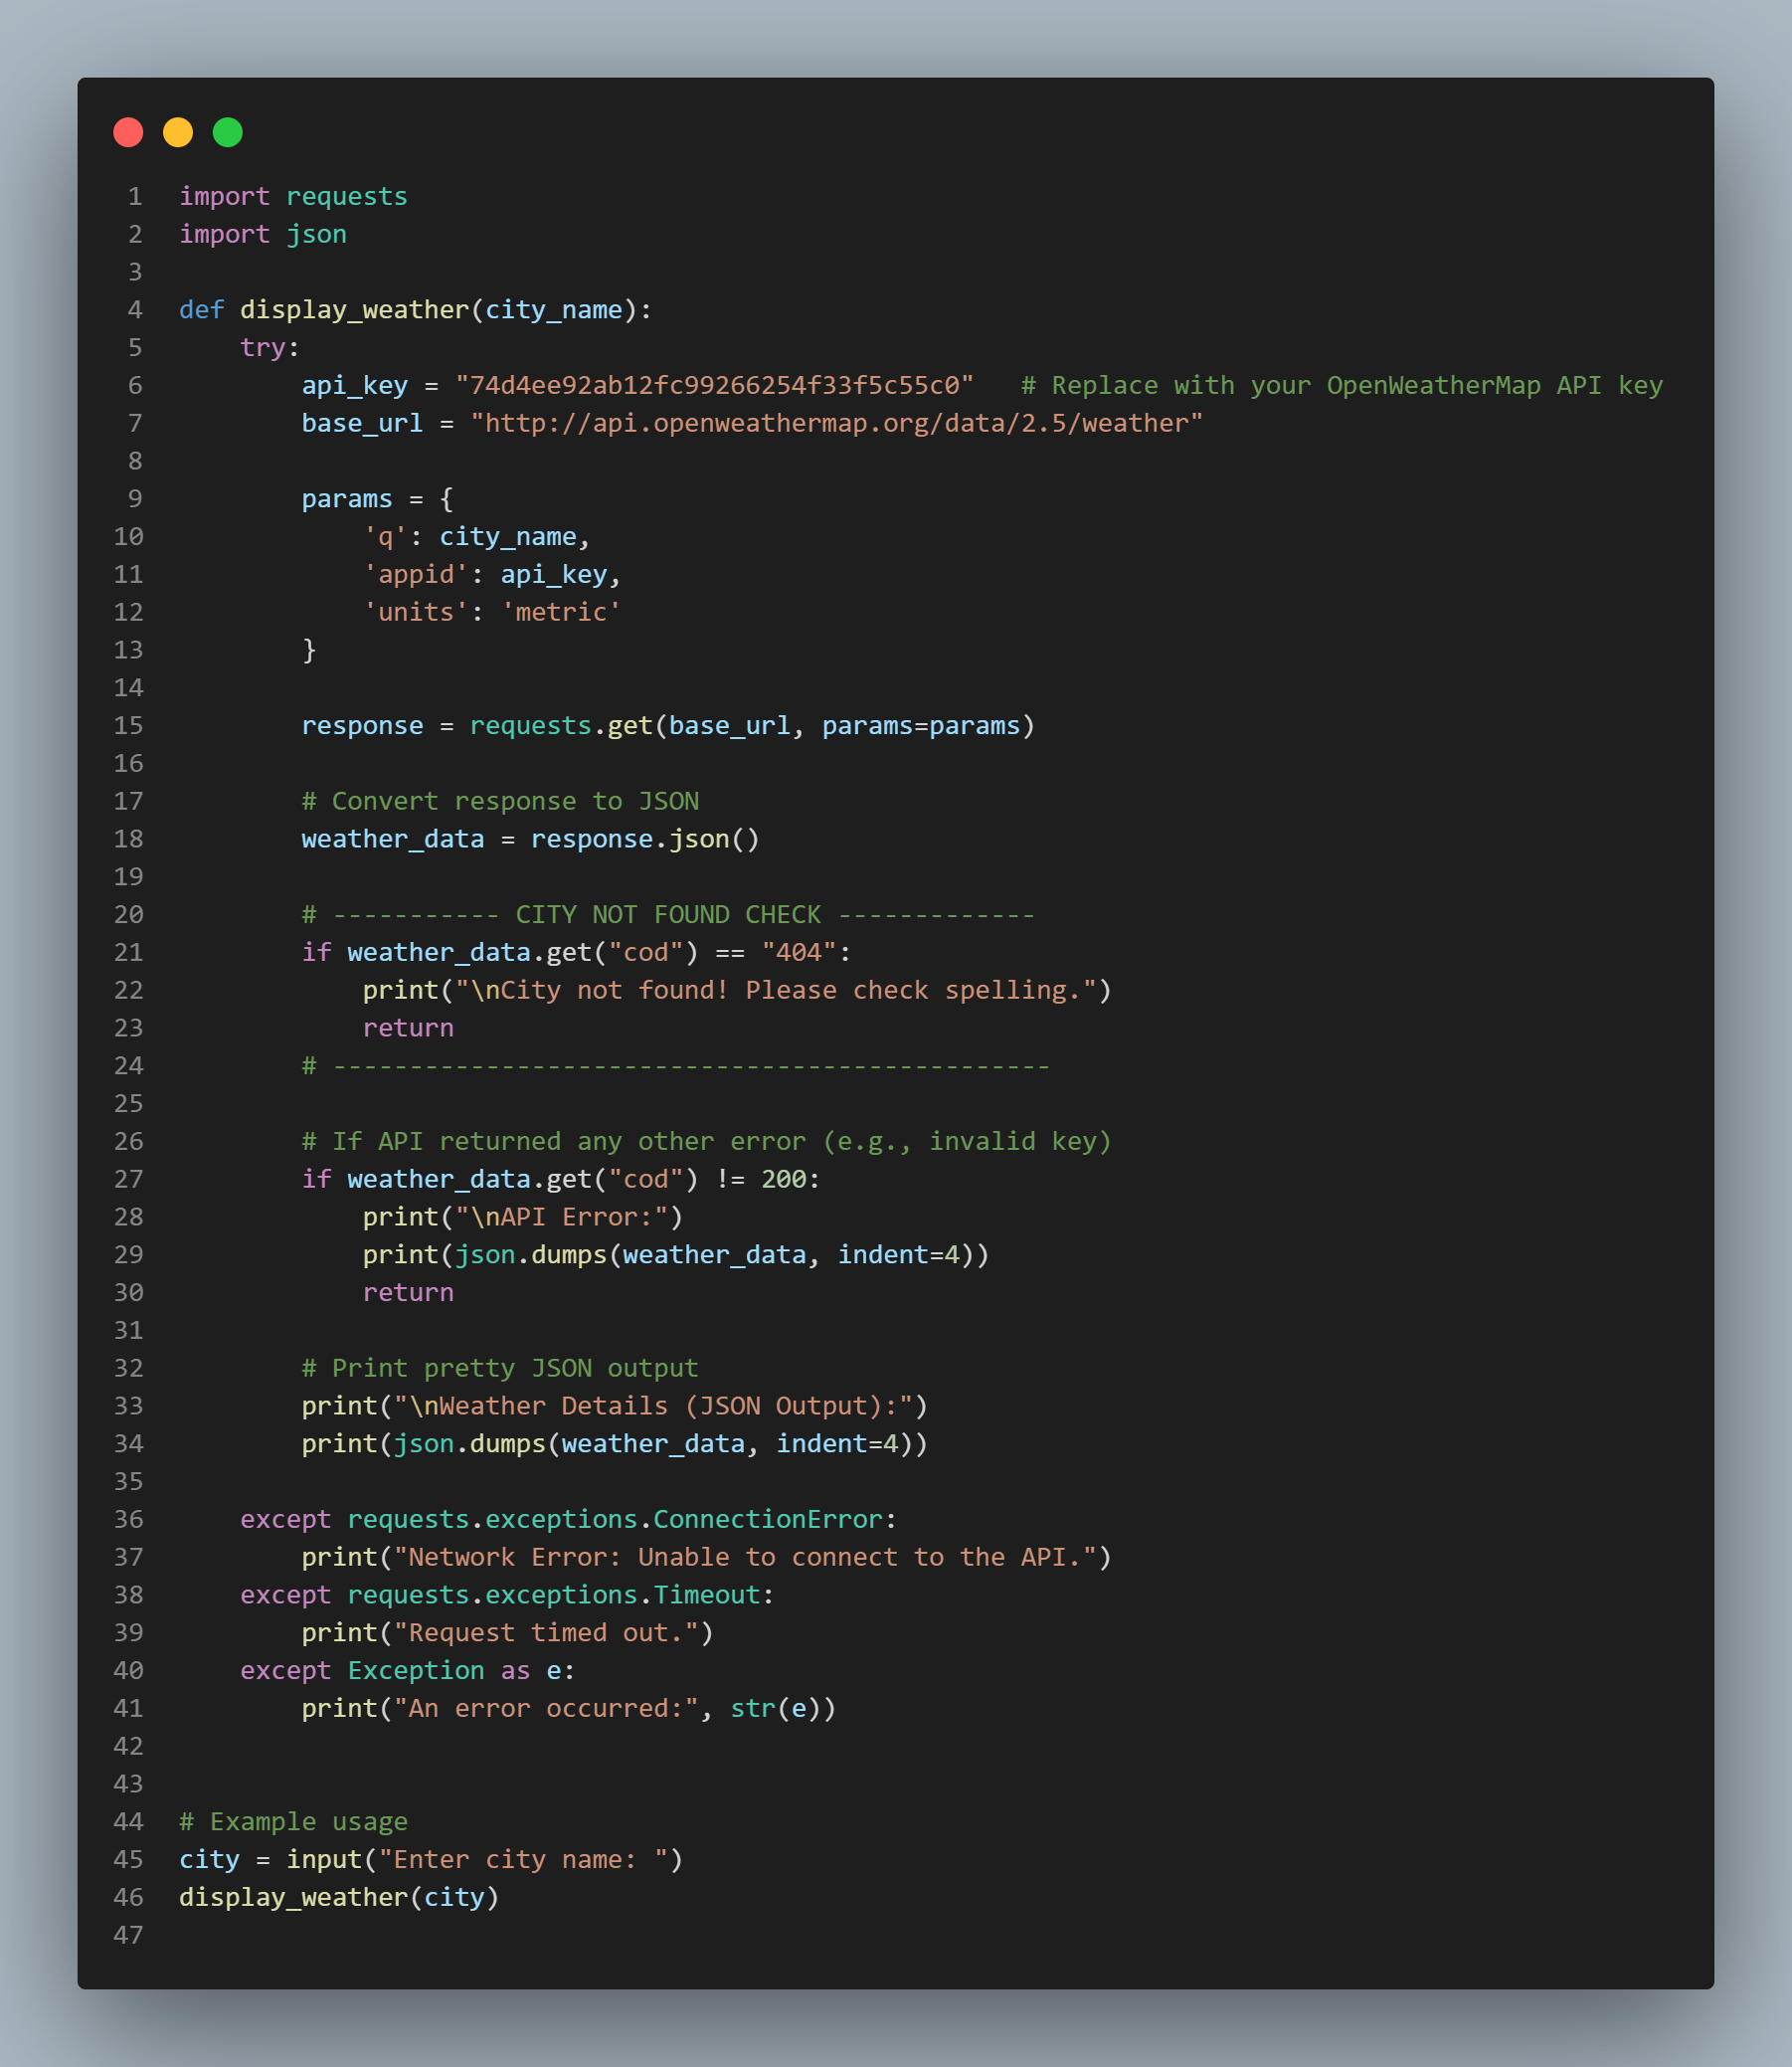 1 import requests
2 import json
3
4 def display_weather(city_name):
5     try:
6         api_key = "74d4ee92ab12fc99266254f33f5c55c0"   # Replace with your OpenWeatherMap API key
7         base_url = "http://api.openweathermap.org/data/2.5/weather"
8
9         params = {
10             'q': city_name,
11             'appid': api_key,
12             'units': 'metric'
13         }
14
15         response = requests.get(base_url, params=params)
16
17         # Convert response to JSON
18         weather_data = response.json()
19
20         # ----------- CITY NOT FOUND CHECK -------------
21         if weather_data.get("cod") == "404":
22             print("\nCity not found! Please check spelling.")
23             return
24         # -----------------------------------------------
25
26         # If API returned any other error (e.g., invalid key)
27         if weather_data.get("cod") != 200:
28             print("\nAPI Error:")
29             print(json.dumps(weather_data, indent=4))
30             return
31
32         # Print pretty JSON output
33         print("\nWeather Details (JSON Output):")
34         print(json.dumps(weather_data, indent=4))
35
36     except requests.exceptions.ConnectionError:
37         print("Network Error: Unable to connect to the API.")
38     except requests.exceptions.Timeout:
39         print("Request timed out.")
40     except Exception as e:
41         print("An error occurred:", str(e))
42
43
44 # Example usage
45 city = input("Enter city name: ")
46 display_weather(city)
47